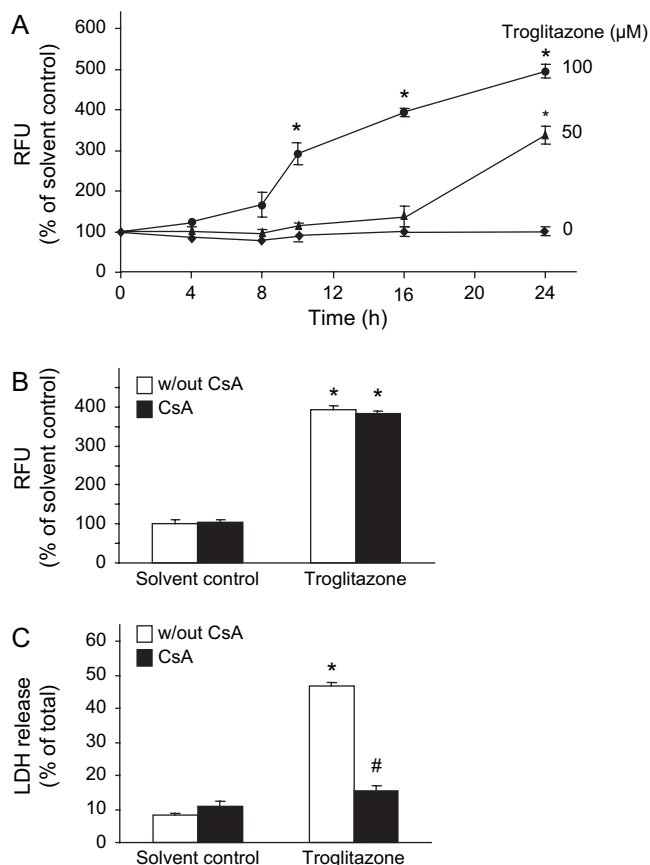 A
Troglitazone (µM)
RFU
(% of solvent control)
600
500
400
300
200
100
0
* * * *
100
50
0
0 4 8 12 16 20 24
Time (h)
B
w/out CsA
CsA
RFU
(% of solvent control)
400
300
200
100
0
* *
Solvent control Troglitazone
C
w/out CsA
CsA
LDH release
(% of total)
60
50
40
30
20
10
0
*
#
Solvent control Troglitazone